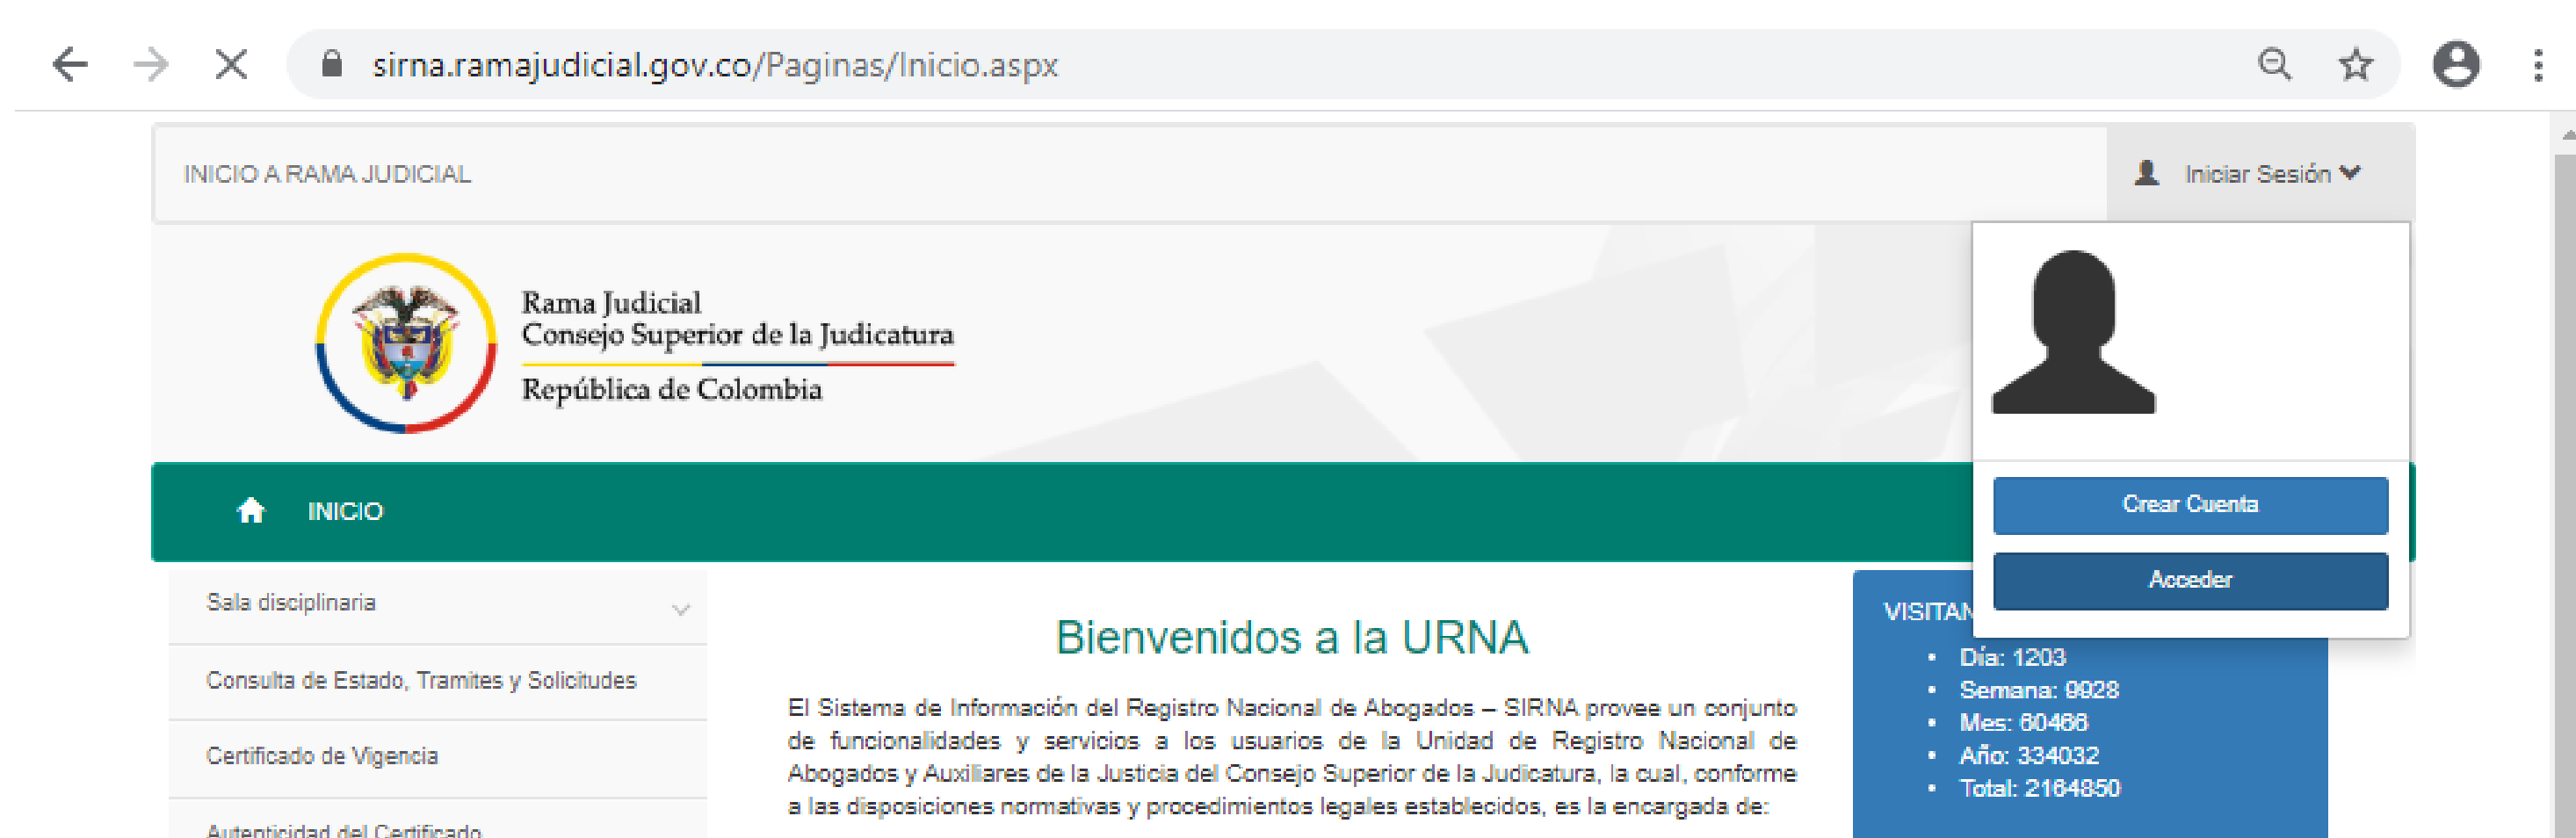 sirna.ramajudicial.gov.co/Paginas/Inicio.aspx
INICIO A RAMA JUDICIAL
Iniciar Sesión
Rama Judicial
Consejo Superior de la Judicatura
República de Colombia
Crear Cuenta
Acceder
INICIO
Sala disciplinaria
Consulta de Estado, Tramites y Solicitudes
Certificado de Vigencia
Autenticidad del Certificado
Bienvenidos a la URNA
El Sistema de Información del Registro Nacional de Abogados – SIRNA provee un conjunto
de funcionalidades y servicios a los usuarios de la Unidad de Registro Nacional de
Abogados y Auxiliares de la Justicia del Consejo Superior de la Judicatura, la cual, conforme
a las disposiciones normativas y procedimientos legales establecidos, es la encargada de:
VISITAN
• Día: 1203
• Semana: 9928
• Mes: 60466
• Año: 334032
• Total: 2164850